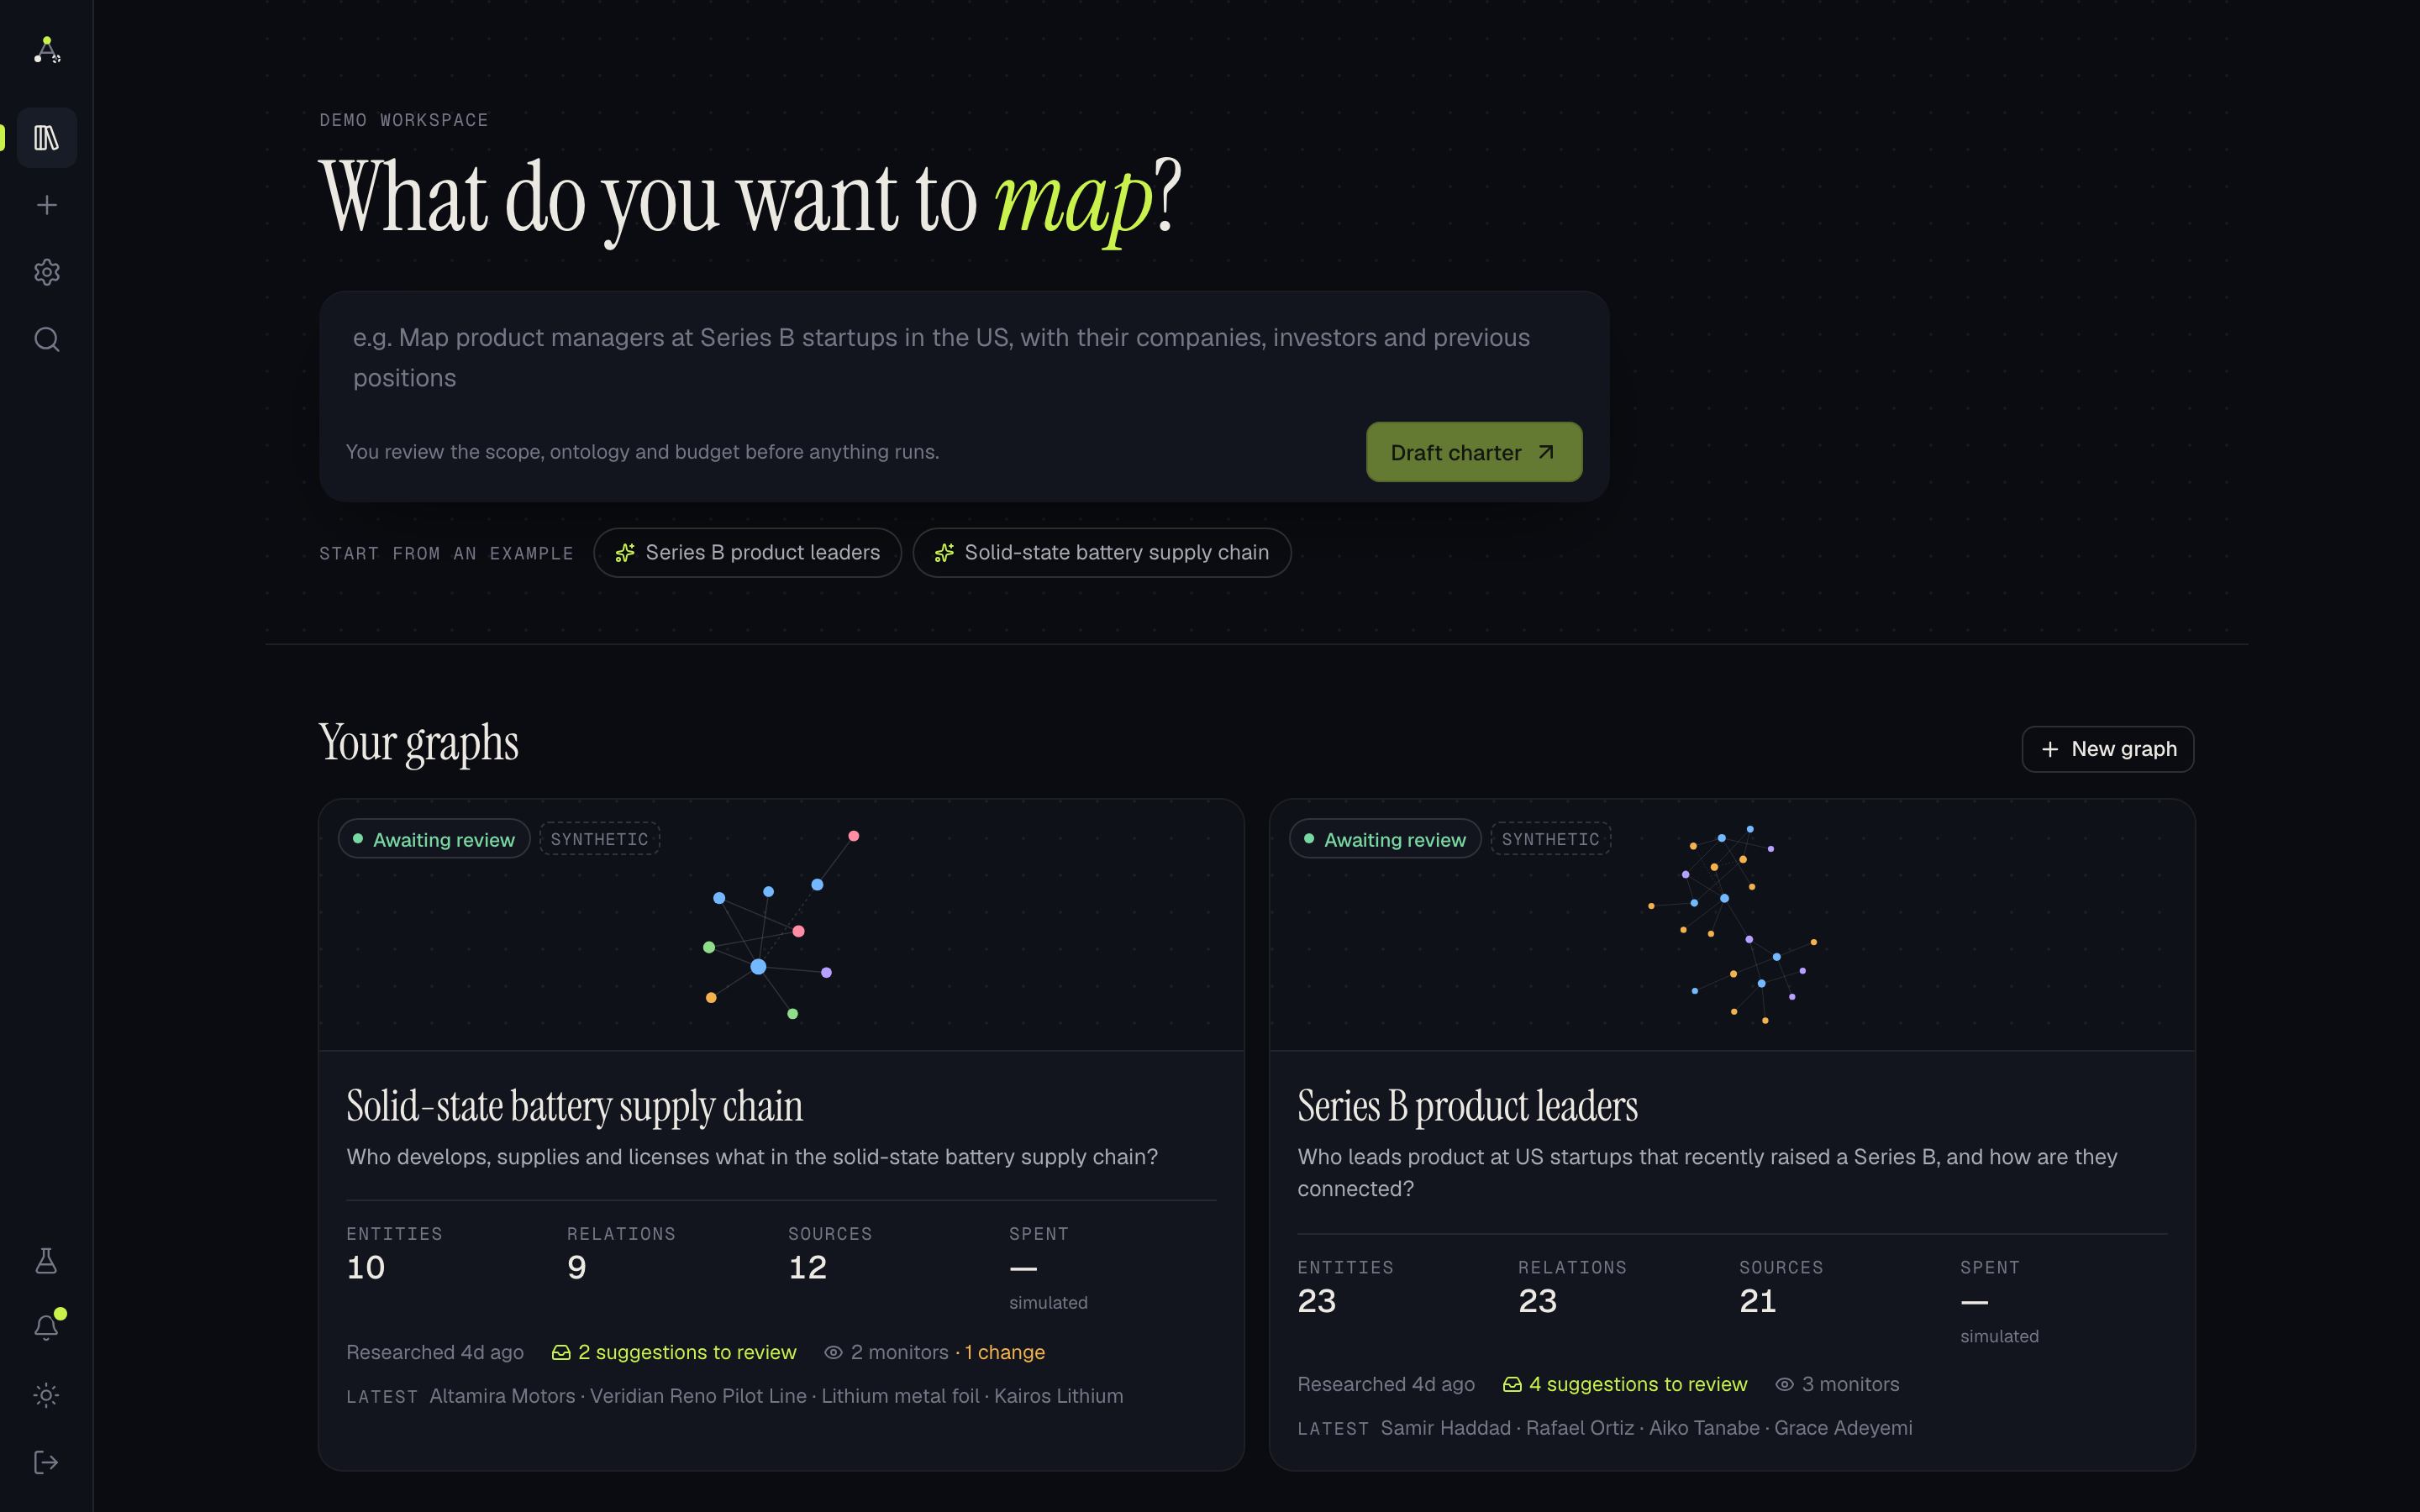 DEMO WORKSPACE
What do you want to map?
e.g. Map product managers at Series B startups in the US, with their companies, investors and previous
positions
You review the scope, ontology and budget before anything runs.
Draft charter
START FROM AN EXAMPLE
Series B product leaders
Solid-state battery supply chain
Your graphs
New graph
Awaiting review
SYNTHETIC
Solid-state battery supply chain
Who develops, supplies and licenses what in the solid-state battery supply chain?
ENTITIES
10
RELATIONS
9
SOURCES
12
SPENT
—
simulated
Researched 4d ago
2 suggestions to review
2 monitors · 1 change
LATEST Altamira Motors · Veridian Reno Pilot Line · Lithium metal foil · Kairos Lithium
Awaiting review
SYNTHETIC
Series B product leaders
Who leads product at US startups that recently raised a Series B, and how are they
connected?
ENTITIES
23
RELATIONS
23
SOURCES
21
SPENT
—
simulated
Researched 4d ago
4 suggestions to review
3 monitors
LATEST Samir Haddad · Rafael Ortiz · Aiko Tanabe · Grace Adeyemi